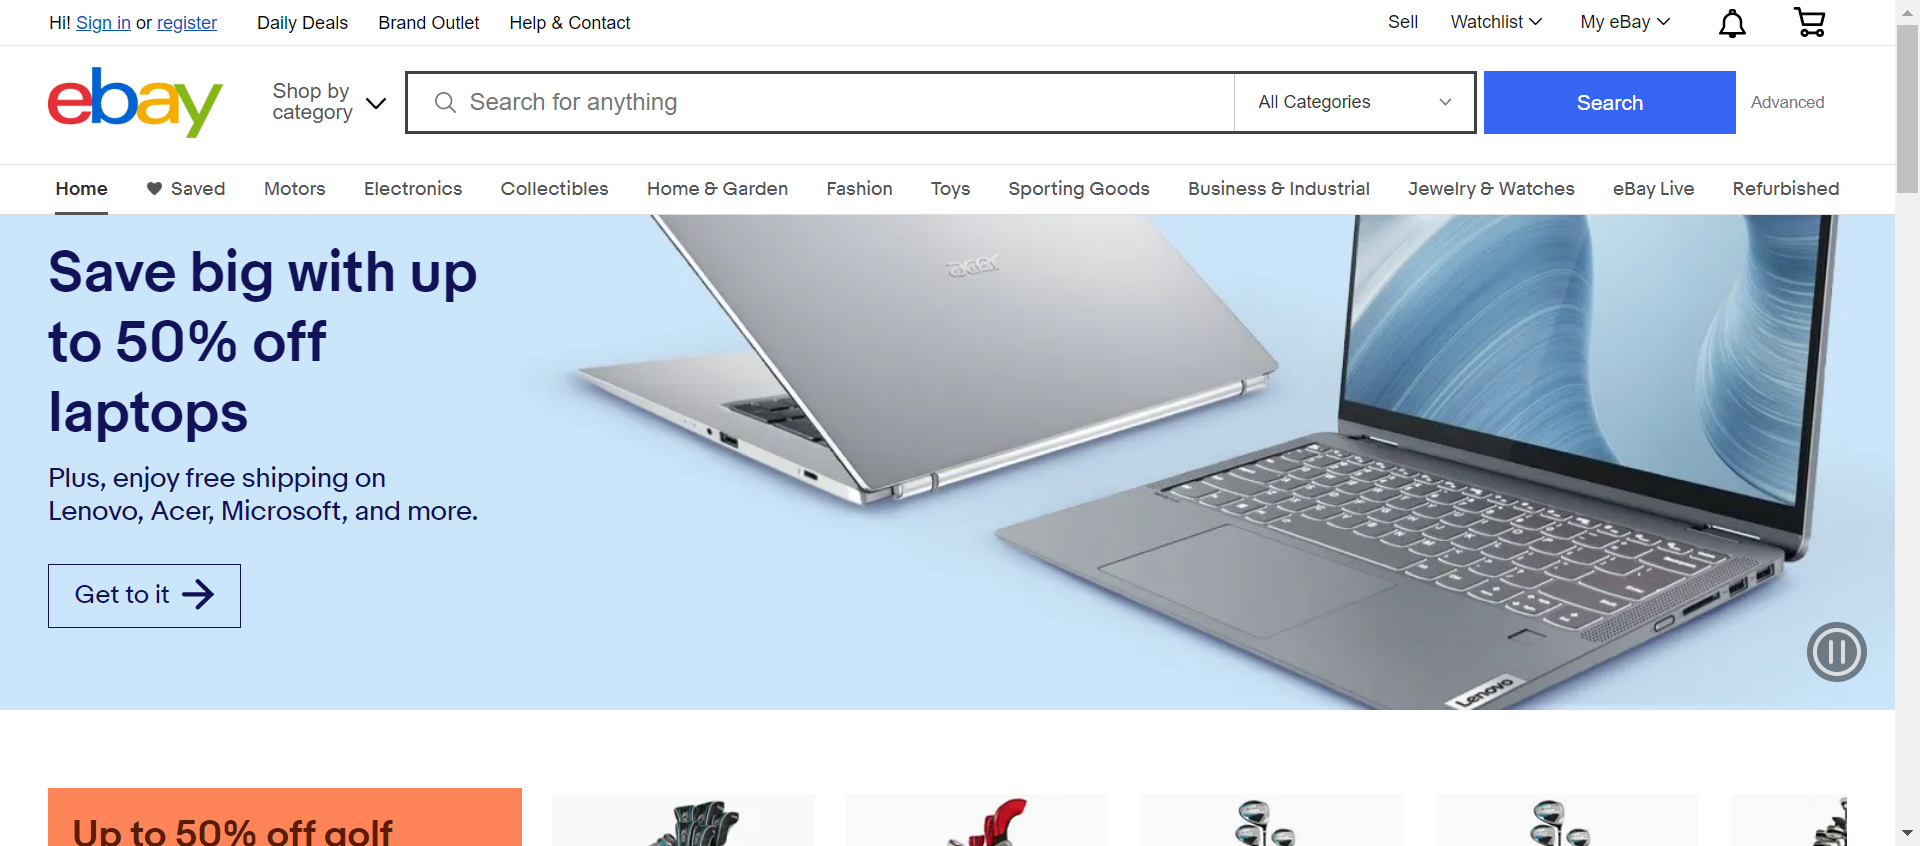 Hi! Sign in or register Daily Deals Brand Outlet Help & Contact Sell Watchlist My eBay
ebay Shop by category Search for anything All Categories Search Advanced
Home Saved Motors Electronics Collectibles Home & Garden Fashion Toys Sporting Goods Business & Industrial Jewelry & Watches eBay Live Refurbished
Save big with up
to 50% off
laptops
Plus, enjoy free shipping on
Lenovo, Acer, Microsoft, and more.
Get to it
acer
Lenovo
Up to 50% off golf